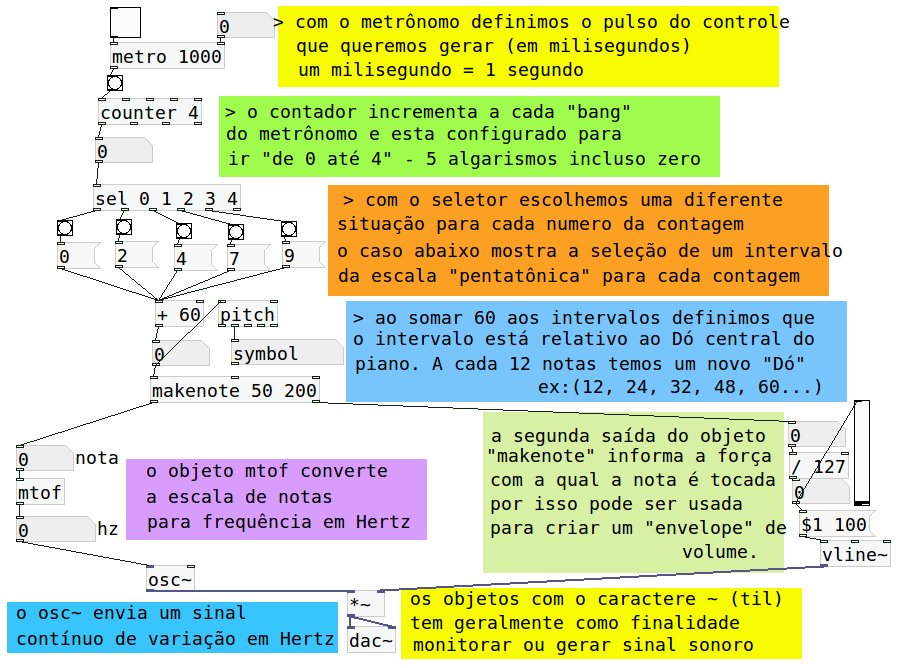 0
> com o metrônomo definimos o pulso do controle
que queremos gerar (em milisegundos)
um milisegundo = 1 segundo
metro 1000
counter 4
> o contador incrementa a cada "bang"
do metrônomo e esta configurado para
ir "de 0 até 4" - 5 algarismos incluso zero
0
sel 0 1 2 3 4
> com o seletor escolhemos uma diferente
situação para cada numero da contagem
o caso abaixo mostra a seleção de um intervalo
da escala "pentatônica" para cada contagem
0
2
4
7
9
+ 60
pitch
> ao somar 60 aos intervalos definimos que
o intervalo está relativo ao Dó central do
piano. A cada 12 notas temos um novo "Dó"
ex:(12, 24, 32, 48, 60...)
0
symbol
makenote 50 200
a segunda saída do objeto
"makenote" informa a força
com a qual a nota é tocada
por isso pode ser usada
para criar um "envelope" de
volume.
0
/ 127
0
$1 100
vline~
0
nota
mtof
0
hz
o objeto mtof converte
a escala de notas
para frequência em Hertz
osc~
*~
dac~
o osc~ envia um sinal
contínuo de variação em Hertz
os objetos com o caractere ~ (til)
tem geralmente como finalidade
monitorar ou gerar sinal sonoro